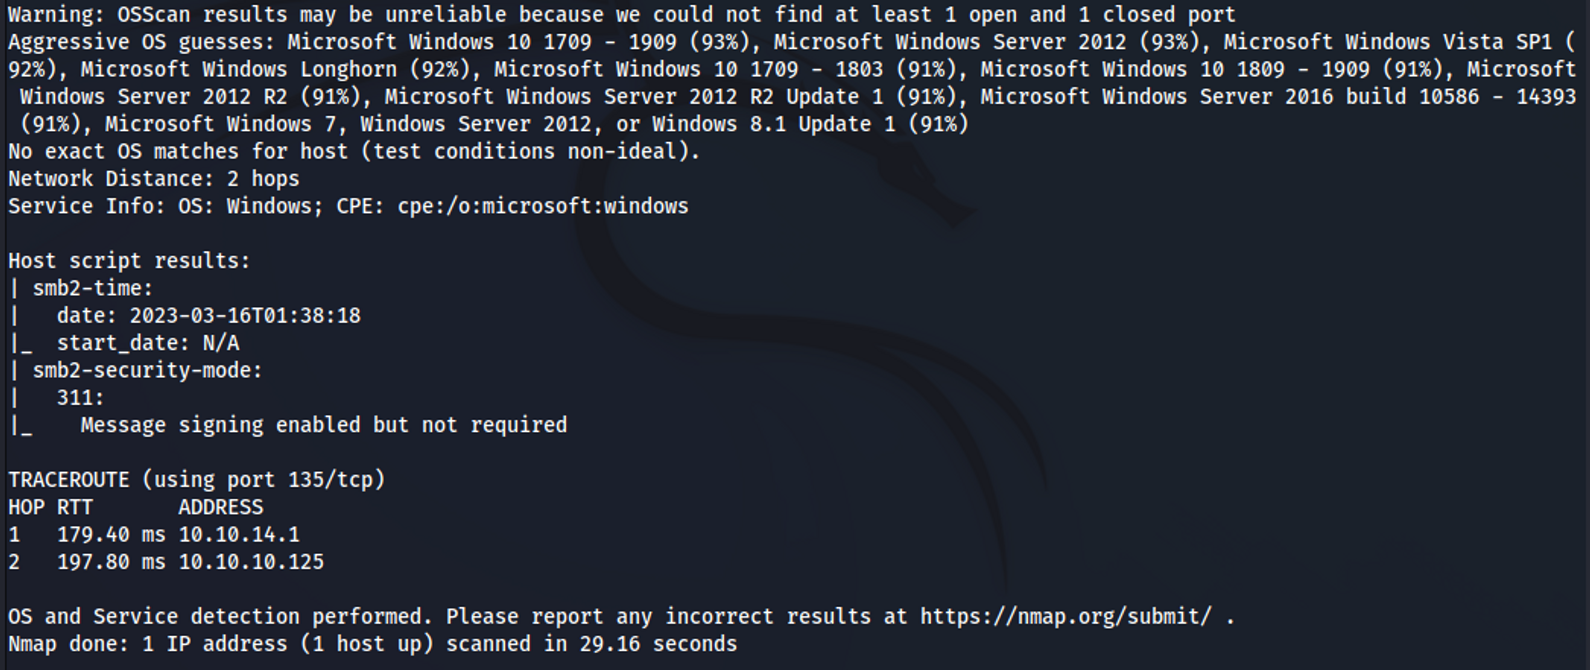 Warning: OSScan results may be unreliable because we could not find at least 1 open and 1 closed port
Aggressive OS guesses: Microsoft Windows 10 1709 - 1909 (93%), Microsoft Windows Server 2012 (93%), Microsoft Windows Vista SP1 (
92%), Microsoft Windows Longhorn (92%), Microsoft Windows 10 1709 - 1803 (91%), Microsoft Windows 10 1809 - 1909 (91%), Microsoft
 Windows Server 2012 R2 (91%), Microsoft Windows Server 2012 R2 Update 1 (91%), Microsoft Windows Server 2016 build 10586 - 14393
 (91%), Microsoft Windows 7, Windows Server 2012, or Windows 8.1 Update 1 (91%)
No exact OS matches for host (test conditions non-ideal).
Network Distance: 2 hops
Service Info: OS: Windows; CPE: cpe:/o:microsoft:windows

Host script results:
| smb2-time:
|   date: 2023-03-16T01:38:18
|_  start_date: N/A
| smb2-security-mode:
|   311:
|_    Message signing enabled but not required

TRACEROUTE (using port 135/tcp)
HOP RTT       ADDRESS
1   179.40 ms 10.10.14.1
2   197.80 ms 10.10.10.125

OS and Service detection performed. Please report any incorrect results at https://nmap.org/submit/ .
Nmap done: 1 IP address (1 host up) scanned in 29.16 seconds